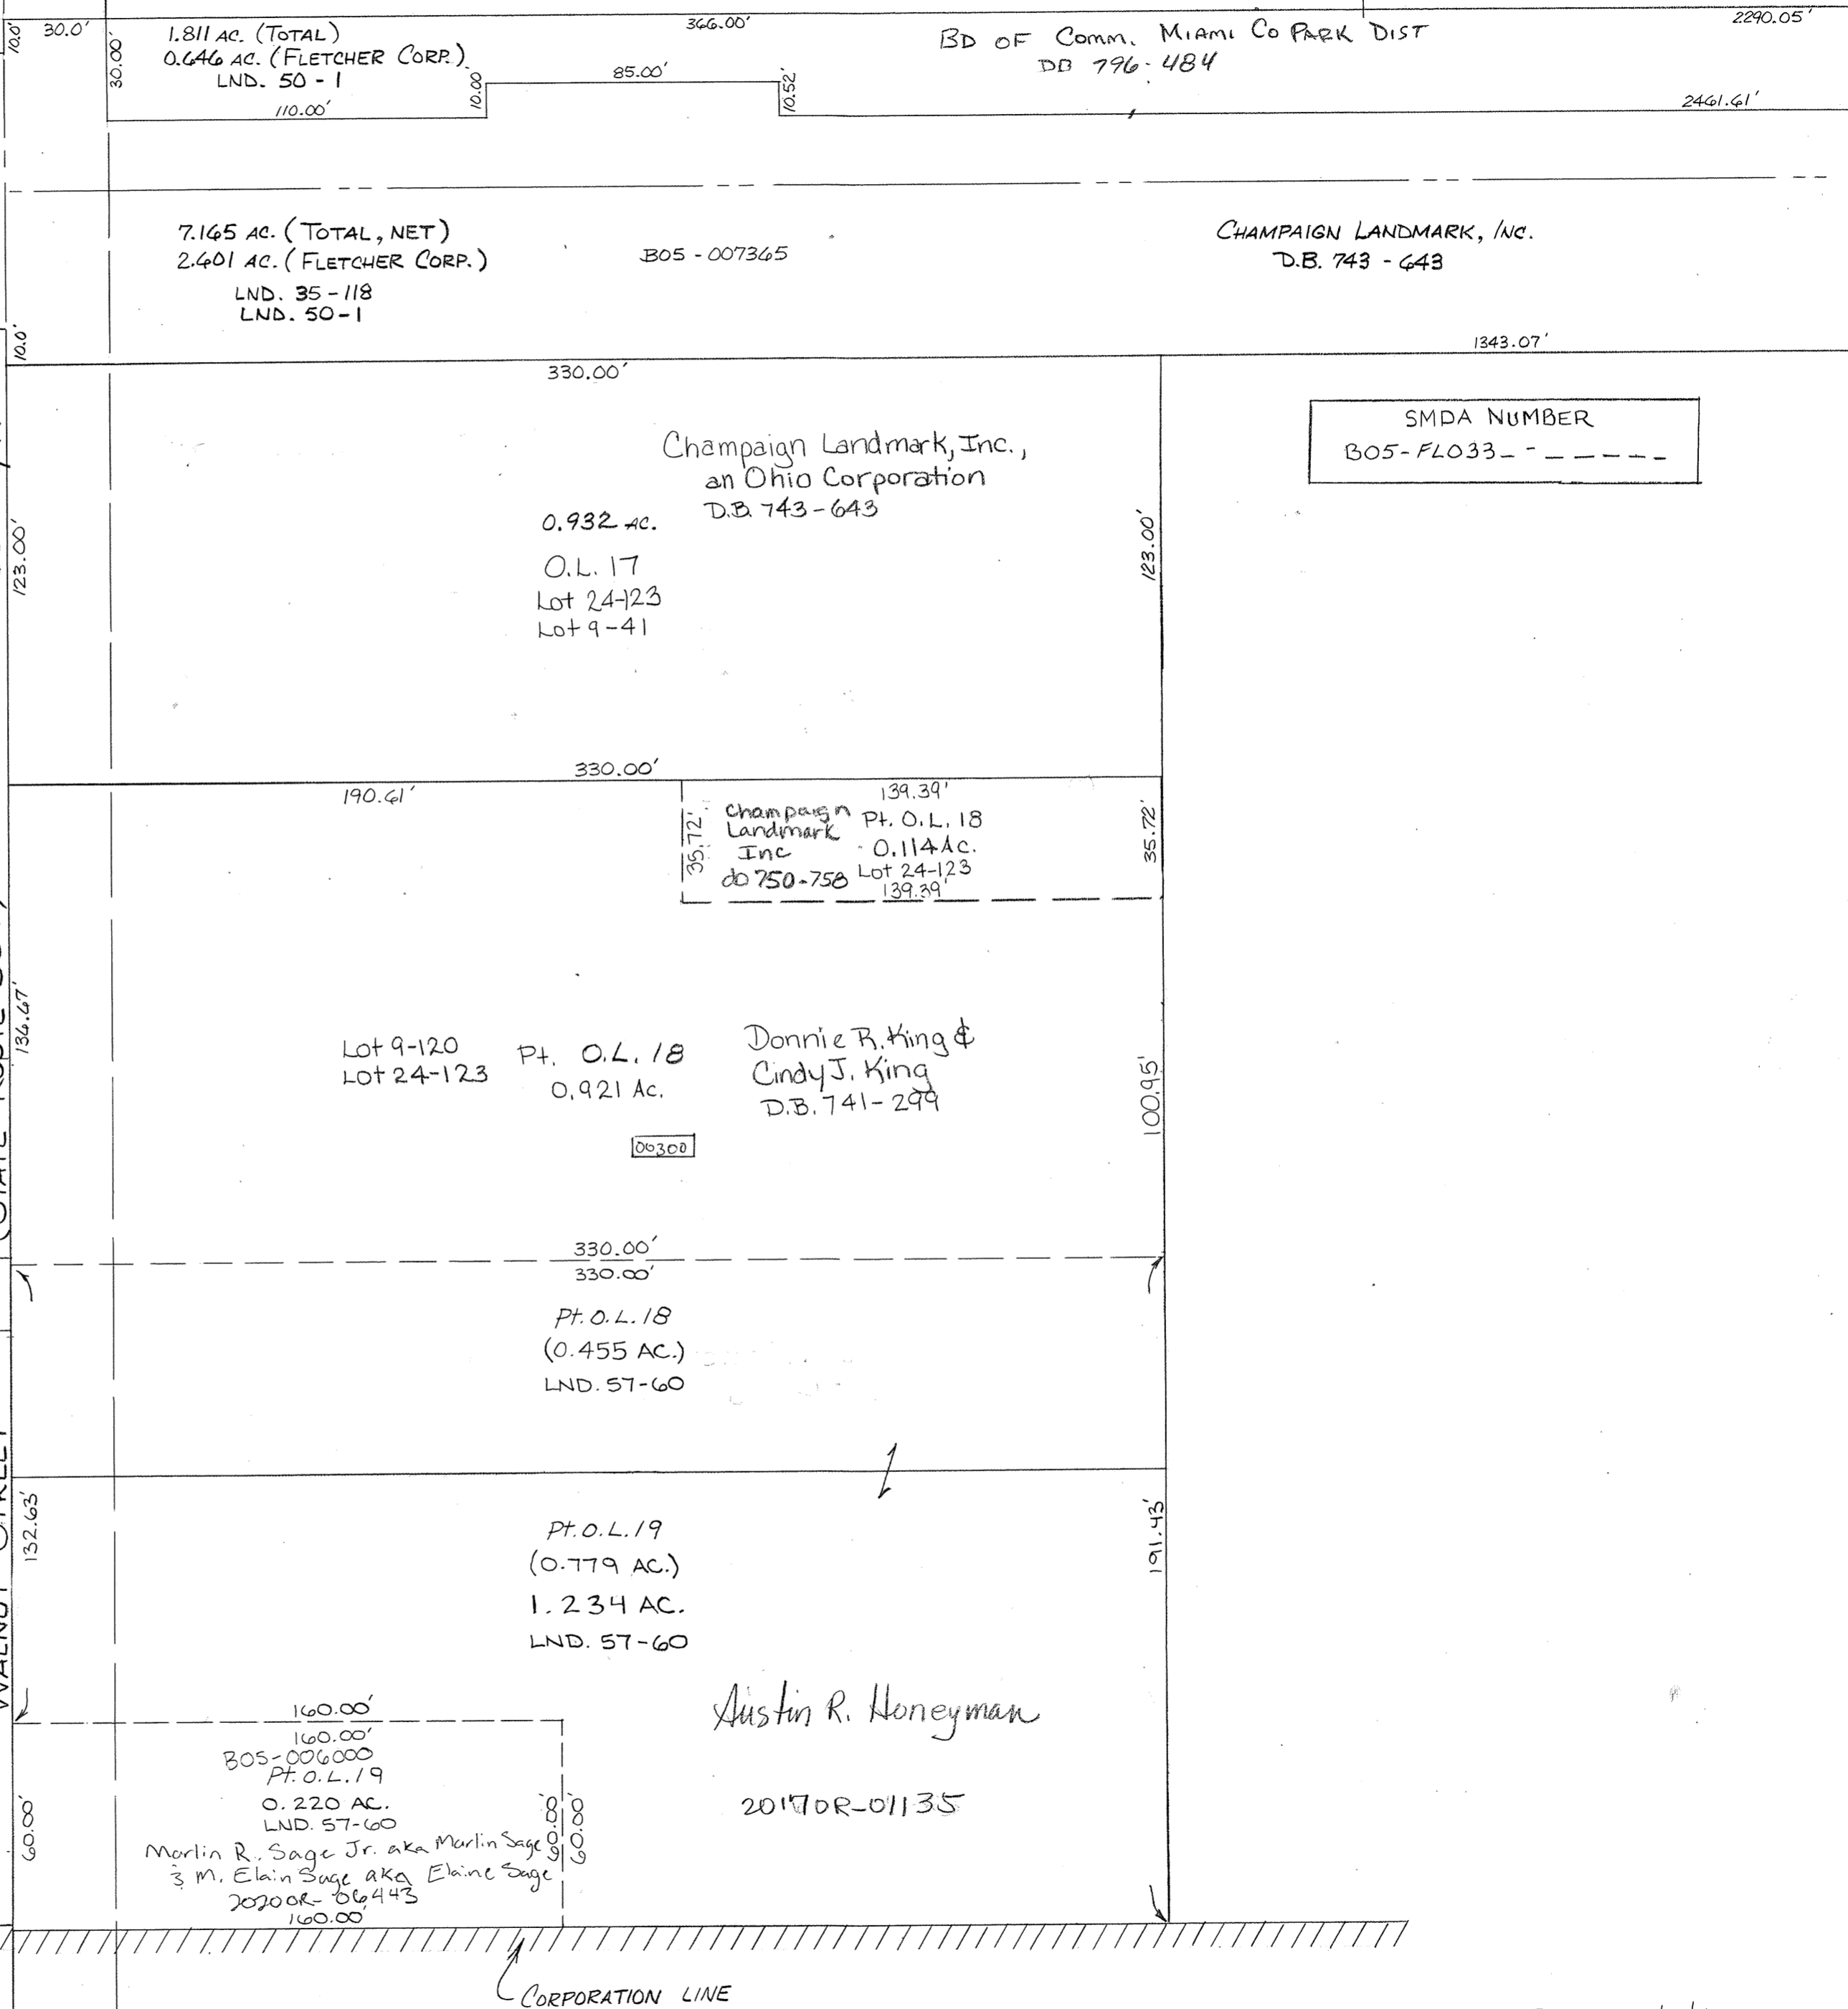 10.0' 30.0'
30.00'
1.811 AC. (TOTAL)
0.646 AC. (FLETCHER CORP.)
LND. 50 - 1
110.00'
10.00
366.00'
85.00'
10.52'
BD OF Comm. MIAMI CO PARK DIST
DB 796-484
2290.05'
2461.61'
7.165 AC. (TOTAL, NET)
2.601 AC. (FLETCHER CORP.)
LND. 35-118
LND. 50-1
B05-007365
CHAMPAIGN LANDMARK, INC.
D.B. 743-643
10.0'
1343.07'
330.00'
SMDA NUMBER
B05-FL033_-______
Champaign Landmark, Inc.,
an Ohio Corporation
D.B. 743-643
0.932 AC.
O.L. 17
Lot 24-123
Lot 9-41
123.00'
123.00'
330.00'
190.61'
139.39'
35.72'
Champaign
Landmark
Inc
db 750-758
Pt. O.L. 18
0.114 Ac.
Lot 24-123
139.39'
35.72'
136.67'
Lot 9-120
Lot 24-123
Pt. O.L. 18
0.921 Ac.
Donnie R. King &
Cindy J. King
D.B. 741-299
00300
100.95'
330.00'
330.00'
Pt. O.L. 18
(0.455 AC.)
LND. 57-60
WALNUT STREET
132.63'
191.43'
Pt. O.L. 19
(0.779 AC.)
1.234 AC.
LND. 57-60
Austin R. Honeyman
2017OR-01135
160.00'
160.00'
B05-006000
Pt. O.L. 19
0.220 AC.
LND. 57-60
Marlin R. Sage Jr. aka Marlin Sage
& M. Elain Sage aka Elaine Sage
2020OR-06443
160.00'
60.00'
60.00'
60.00'
CORPORATION LINE